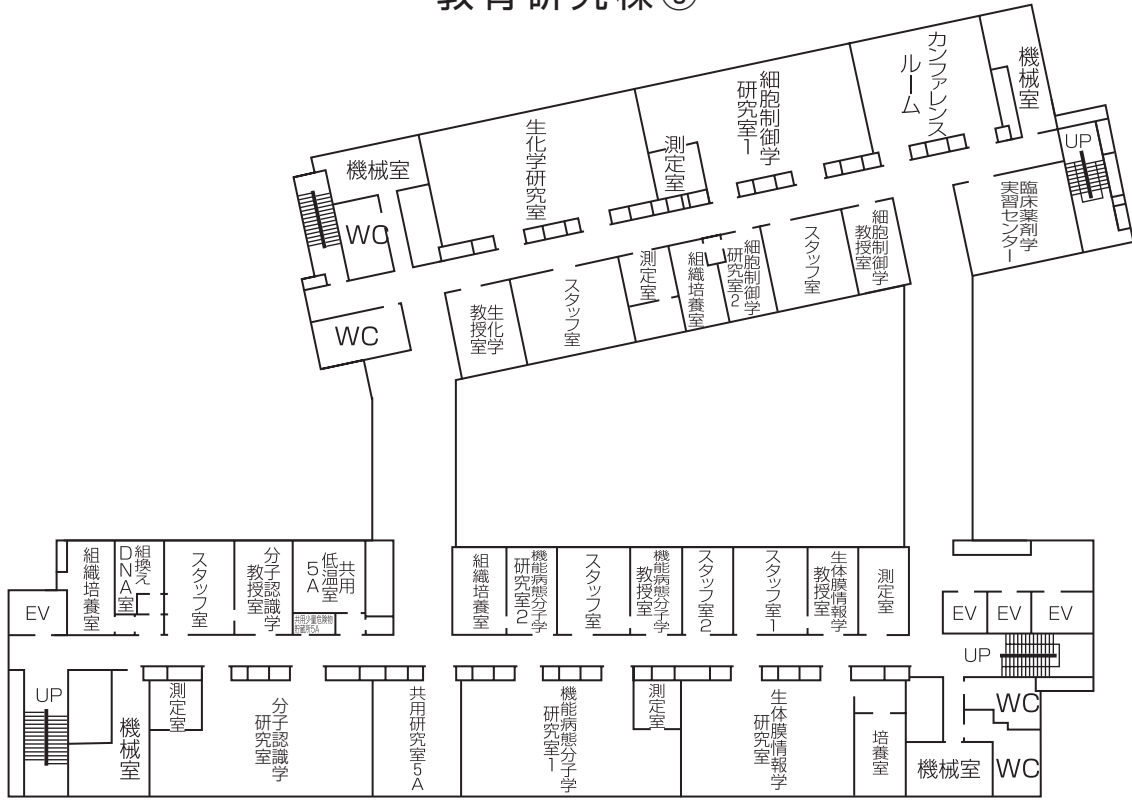 教育研究棟
カンファレンス
ルーム
機械室
細胞制御学
研究室1
測定室
生化学研究室
機械室
WC
WC
UP
臨床薬剤学
実習センター
細胞制御学
教授室
スタッフ室
細胞制御学
研究室2
組織培養室
測定室
スタッフ室
生化学
教授室
EV
組織培養室
組換え
DNA室
スタッフ室
分子認識学
教授室
共用
低温室
5A
共用少量危険物
貯蔵所5A
組織培養室
機能病態分子学
研究室2
スタッフ室
機能病態分子学
教授室
スタッフ室2
スタッフ室1
生体膜情報学
教授室
測定室
EV
EV
EV
UP
UP
機械室
測定室
分子認識学
研究室
共用研究室5A
機能病態分子学
研究室1
測定室
生体膜情報学
研究室
培養室
機械室
WC
WC